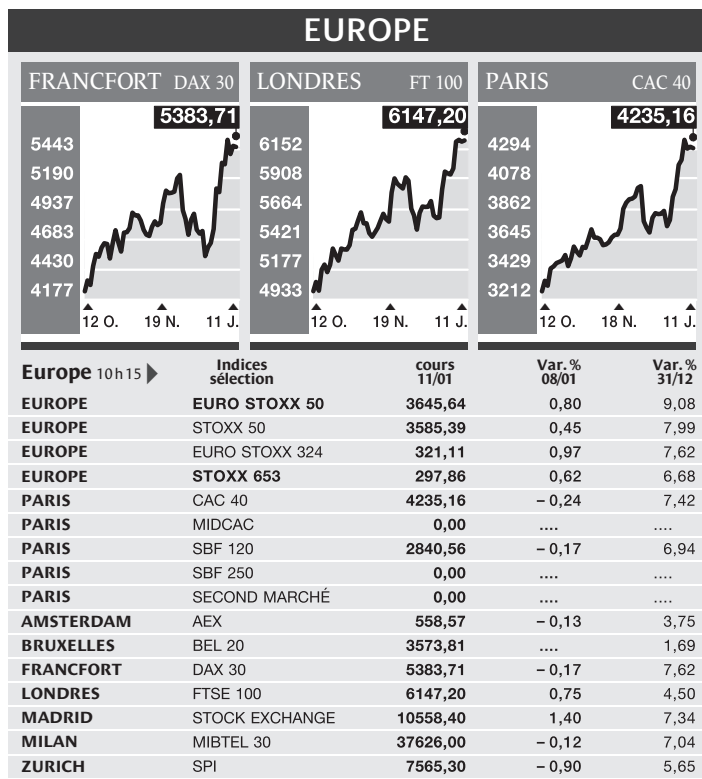 EUROPE
FRANCFORT DAX 30
5383,71
5443
5190
4937
4683
4430
4177
12 O. 19 N. 11 J.
LONDRES FT 100
6147,20
6152
5908
5664
5421
5177
4933
12 O. 19 N. 11 J.
PARIS CAC 40
4235,16
4294
4078
3862
3645
3429
3212
12 O. 18 N. 11 J.
Europe 10h15 Indices sélection cours 11/01 Var. % 08/01 Var. % 31/12
EUROPE EURO STOXX 50 3645,64 0,80 9,08
EUROPE STOXX 50 3585,39 0,45 7,99
EUROPE EURO STOXX 324 321,11 0,97 7,62
EUROPE STOXX 653 297,86 0,62 6,68
PARIS CAC 40 4235,16 – 0,24 7,42
PARIS MIDCAC 0,00 .... ....
PARIS SBF 120 2840,56 – 0,17 6,94
PARIS SBF 250 0,00 .... ....
PARIS SECOND MARCHÉ 0,00 .... ....
AMSTERDAM AEX 558,57 – 0,13 3,75
BRUXELLES BEL 20 3573,81 .... 1,69
FRANCFORT DAX 30 5383,71 – 0,17 7,62
LONDRES FTSE 100 6147,20 0,75 4,50
MADRID STOCK EXCHANGE 10558,40 1,40 7,34
MILAN MIBTEL 30 37626,00 – 0,12 7,04
ZURICH SPI 7565,30 – 0,90 5,65